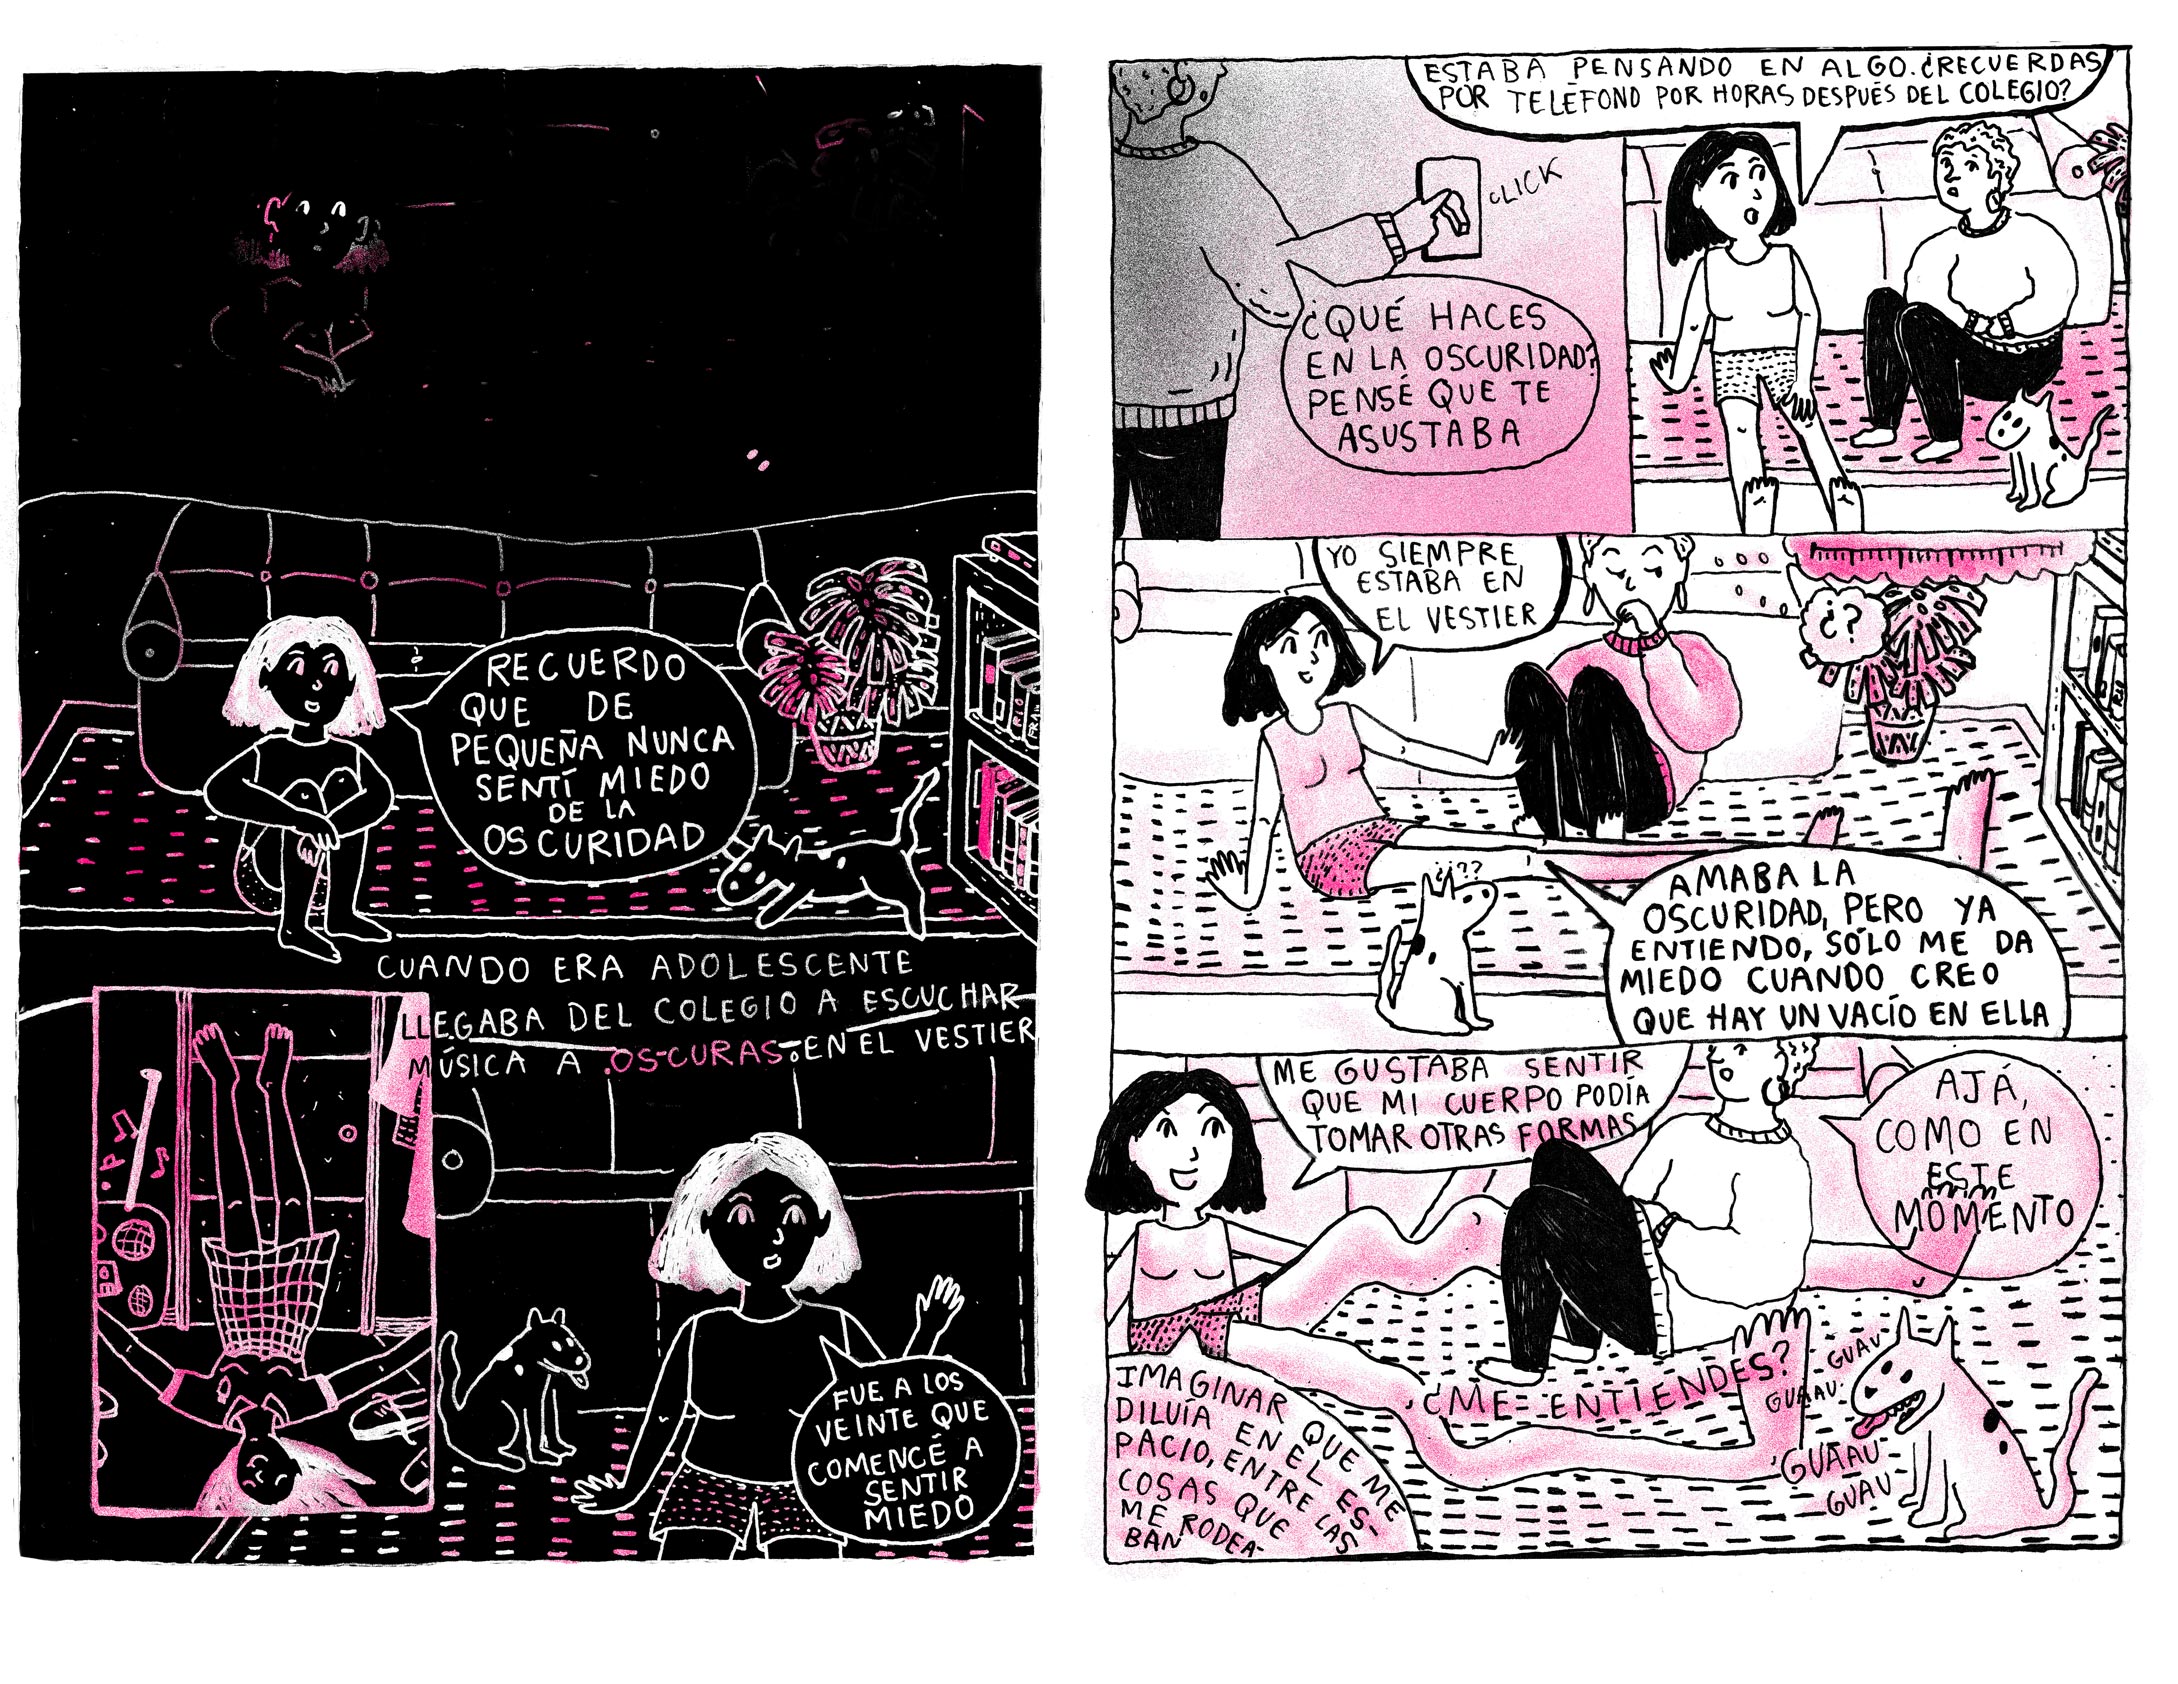 RECUERDO
QUE DE
PEQUEÑA NUNCA
SENTÍ MIEDO
DE LA
OSCURIDAD
CUANDO ERA ADOLESCENTE
LLEGABA DEL COLEGIO A ESCUCHAR
MÚSICA A OSCURAS EN EL VESTIER
FUE A LOS
VEINTE QUE
COMENCÉ A
SENTIR
MIEDO
CLICK
¿QUÉ HACES
EN LA OSCURIDAD?
PENSÉ QUE TE
ASUSTABA
ESTABA PENSANDO EN ALGO. ¿RECUERDAS
POR TELÉFONO POR HORAS DESPUÉS DEL COLEGIO?
YO SIEMPRE
ESTABA EN
EL VESTIER
¿?
¿¡??
AMABA LA
OSCURIDAD, PERO YA
ENTIENDO, SÓLO ME DA
MIEDO CUANDO CREO
QUE HAY UN VACÍO EN ELLA
ME GUSTABA SENTIR
QUE MI CUERPO PODÍA
TOMAR OTRAS FORMAS
AJÁ,
COMO EN
ESTE
MOMENTO
IMAGINAR QUE ME
DILUÍA EN EL ES-
PACIO, ENTRE LAS
COSAS QUE
ME RODEA-
BAN
¿ME ENTIENDES?
GUAU
GUAAU
GUAAU
GUAU